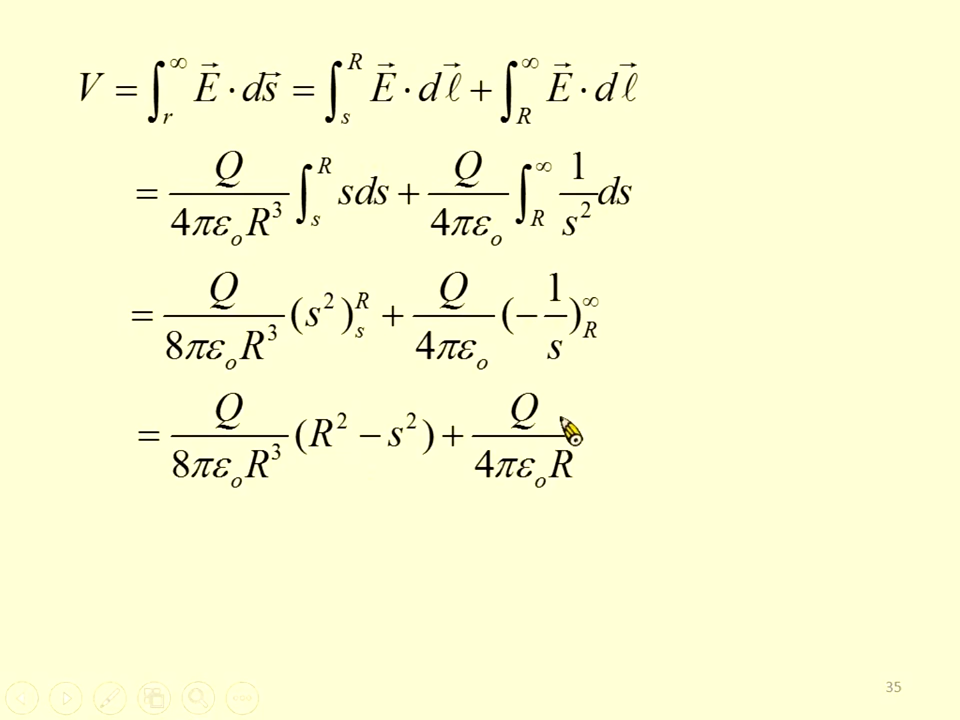 V = ∫_r^∞ E⃗ · ds⃗ = ∫_s^R E⃗ · dℓ⃗ + ∫_R^∞ E⃗ · dℓ⃗
= Q/(4πε_o R³) ∫_s^R sds + Q/(4πε_o) ∫_R^∞ 1/s² ds
= Q/(8πε_o R³) (s²)_s^R + Q/(4πε_o) (−1/s)_R^∞
= Q/(8πε_o R³) (R² − s²) + Q/(4πε_o R)
35